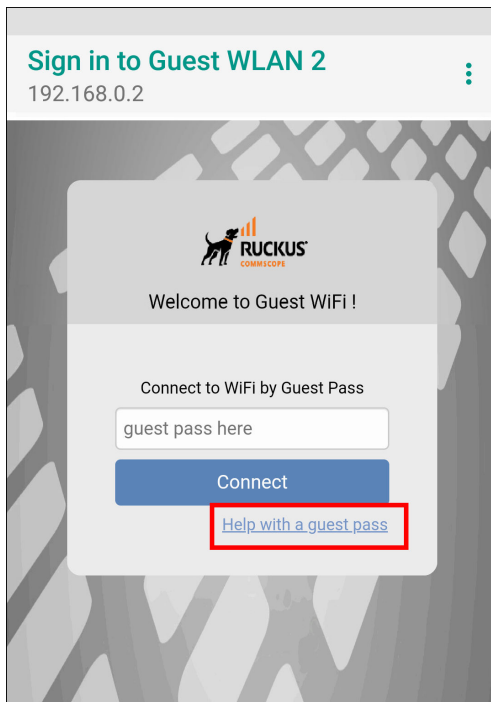 Sign in to Guest WLAN 2
192.168.0.2
RUCKUS
COMMSCOPE
Welcome to Guest WiFi !
Connect to WiFi by Guest Pass
guest pass here
Connect
Help with a guest pass